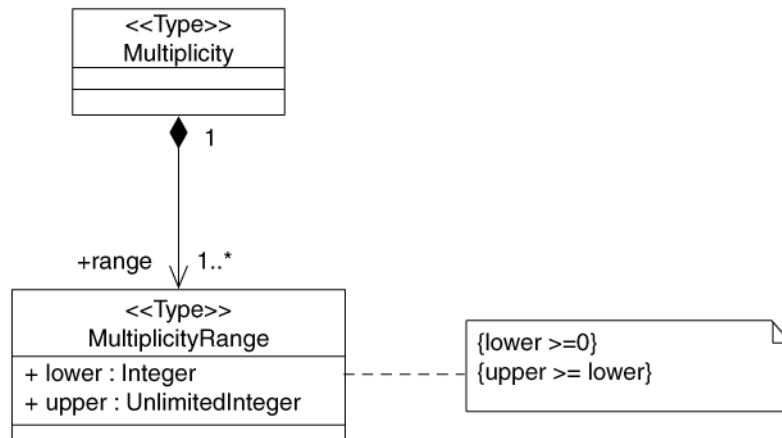 <<Type>>
Multiplicity
1
+range 1..*
<<Type>>
MultiplicityRange
+ lower : Integer
+ upper : UnlimitedInteger
{lower >=0}
{upper >= lower}